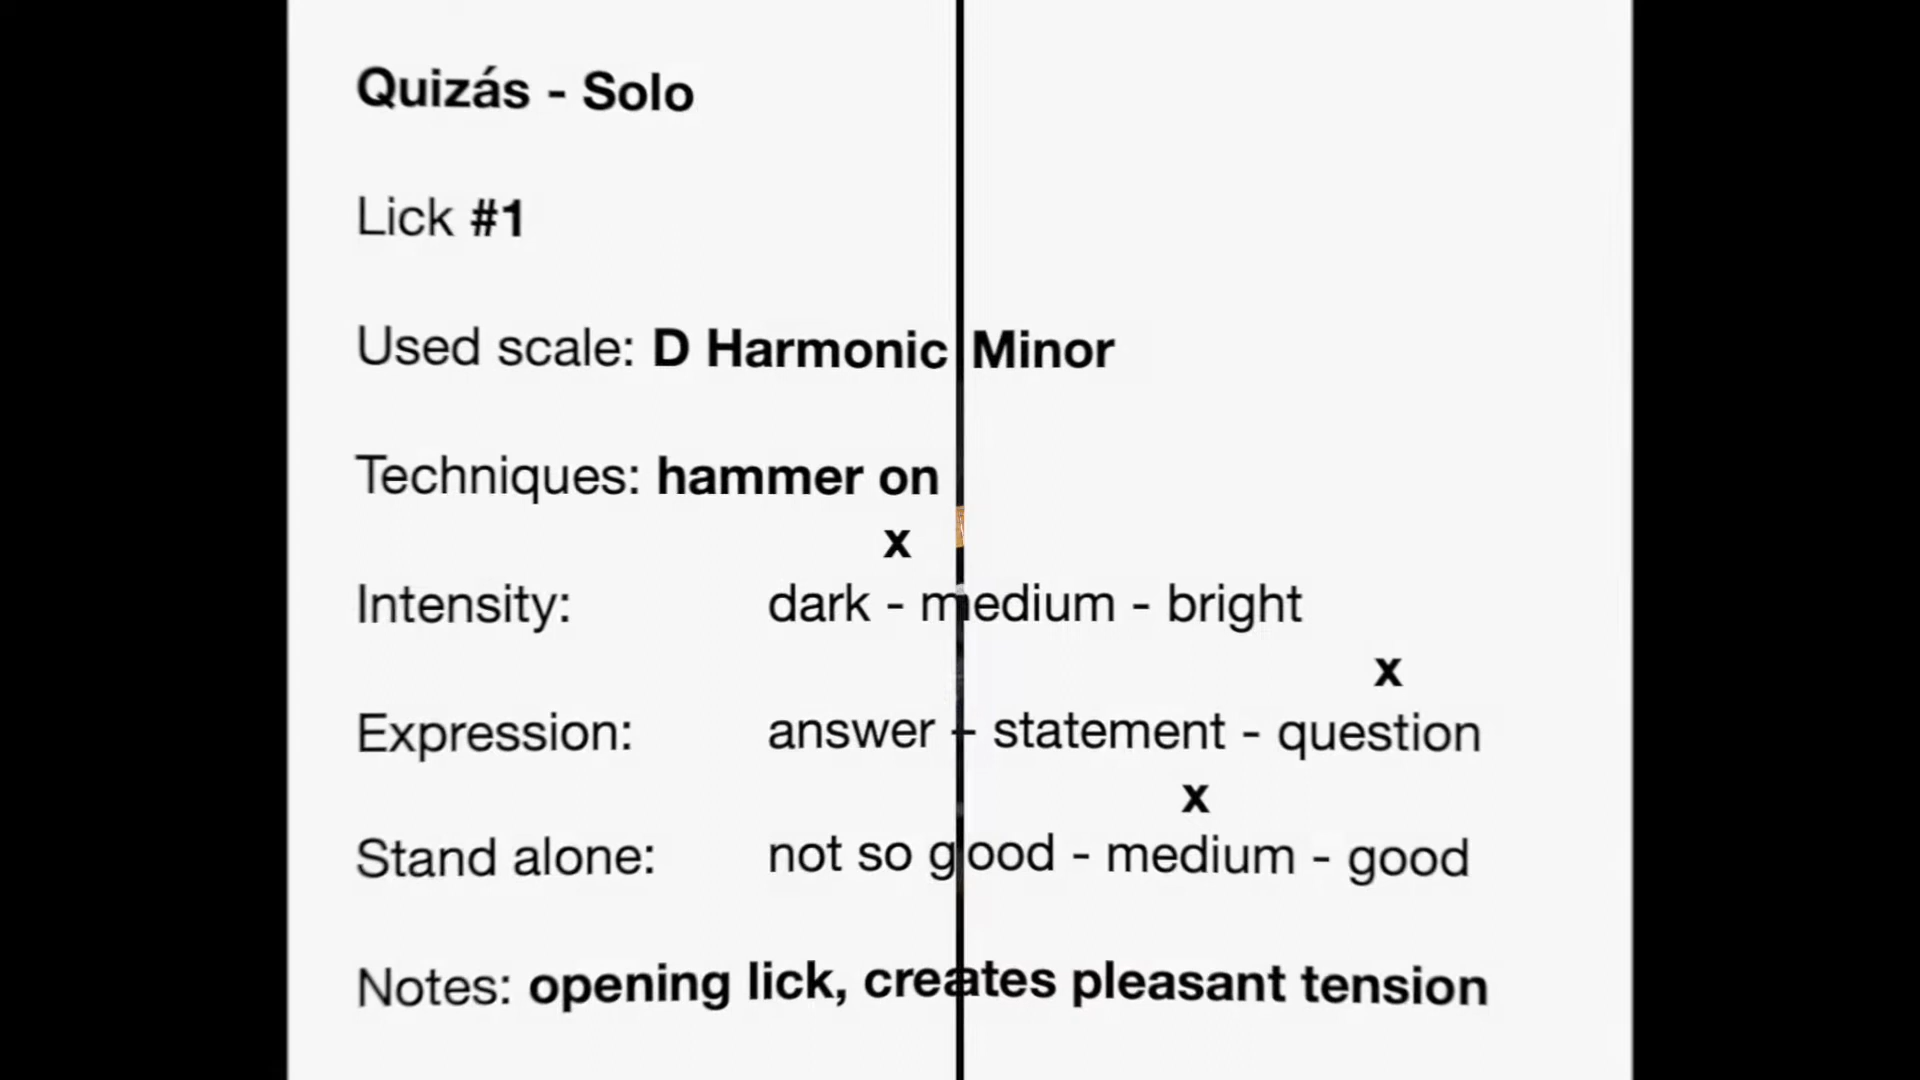 Quizás - Solo
Lick #1
Used scale: D Harmonic Minor
Techniques: hammer on
x
Intensity: dark - medium - bright
x
Expression: answer - statement - question
x
Stand alone: not so good - medium - good
Notes: opening lick, creates pleasant tension